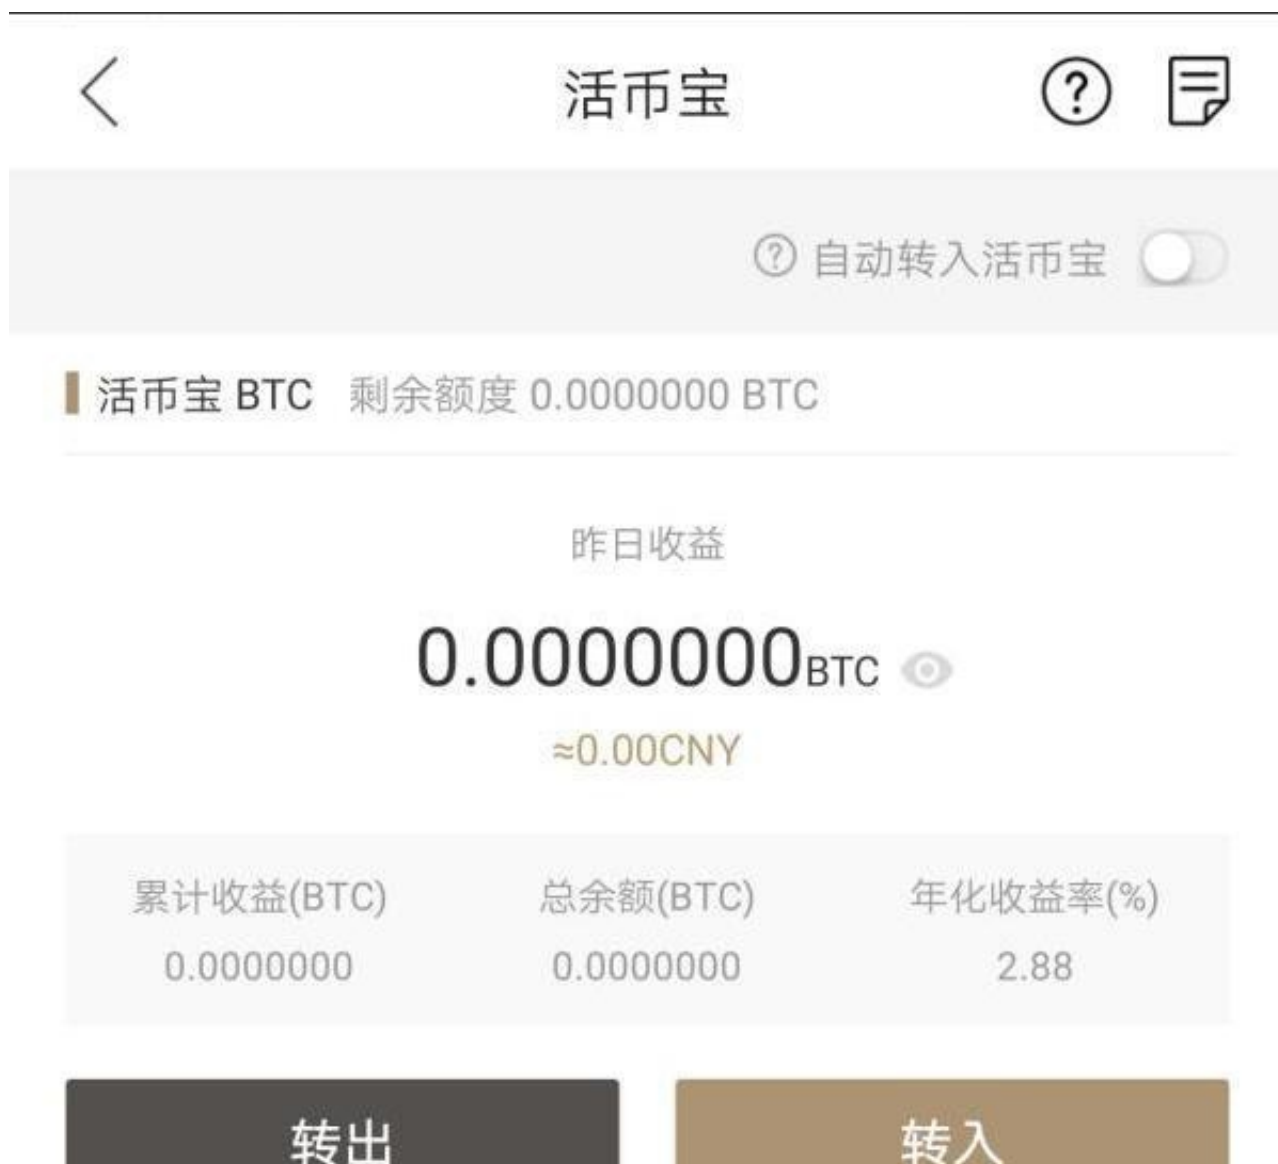 活币宝
自动转入活币宝
活币宝 BTC 剩余额度 0.0000000 BTC
昨日收益
0.0000000BTC
≈0.00CNY
累计收益(BTC) 总余额(BTC) 年化收益率(%)
0.0000000 0.0000000 2.88
转出 转入